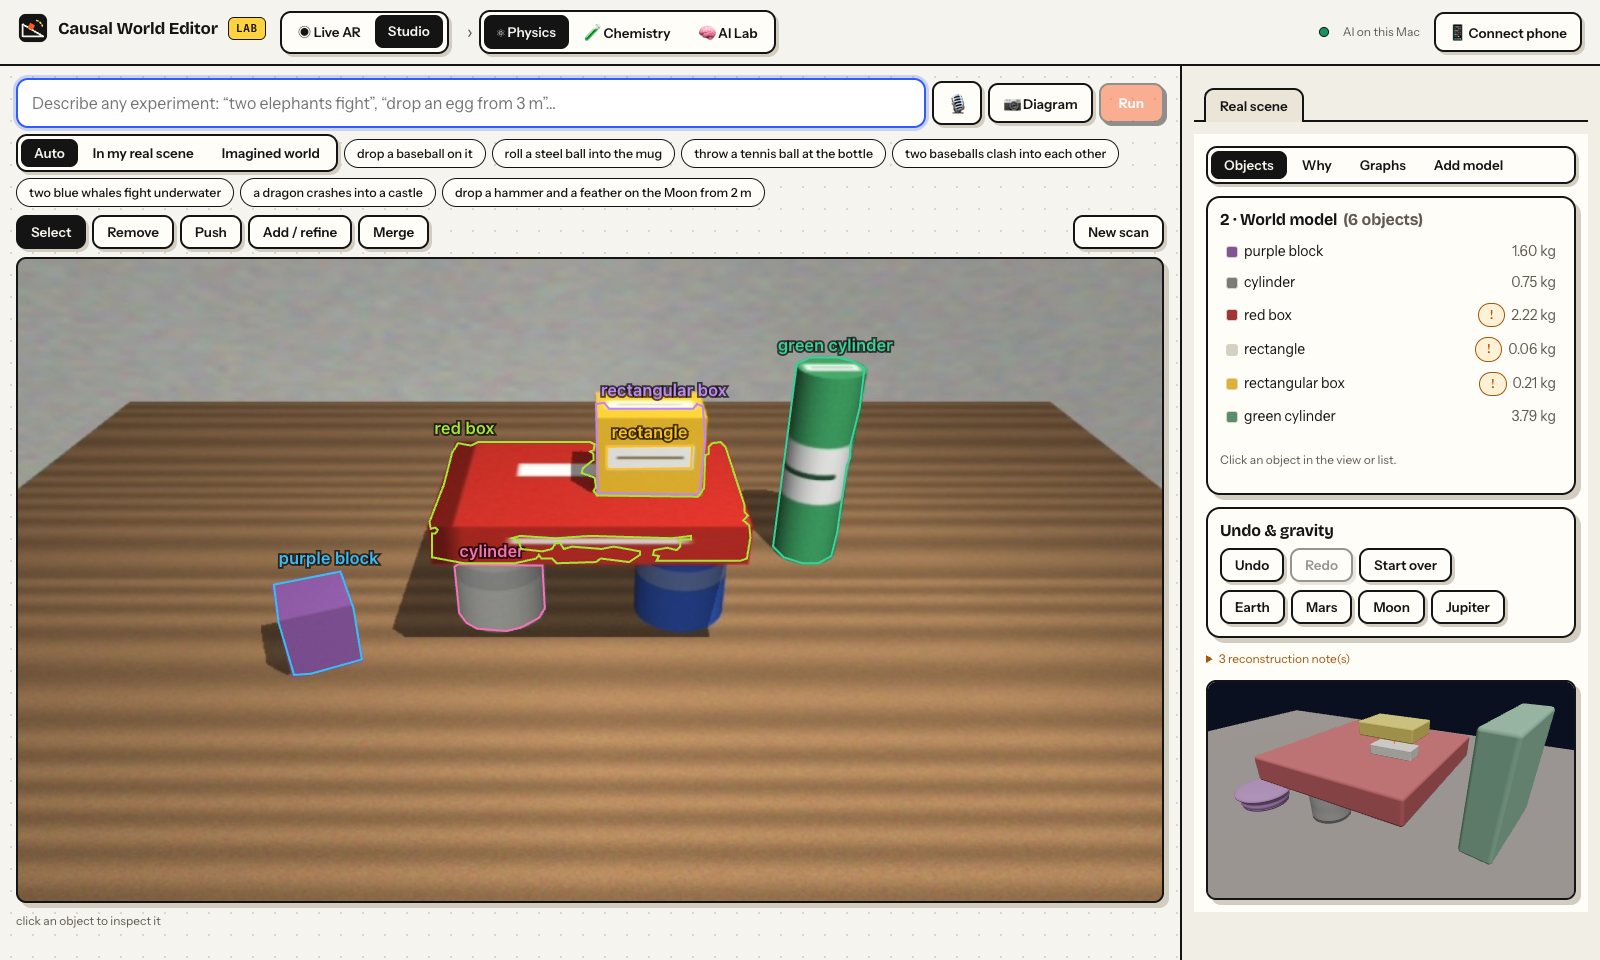 Causal World Editor LAB
Live AR Studio › Physics Chemistry AI Lab
AI on this Mac Connect phone
Describe any experiment: “two elephants fight”, “drop an egg from 3 m”...
Diagram Run
Auto In my real scene Imagined world
drop a baseball on it
roll a steel ball into the mug
throw a tennis ball at the bottle
two baseballs clash into each other
two blue whales fight underwater
a dragon crashes into a castle
drop a hammer and a feather on the Moon from 2 m
Select Remove Push Add / refine Merge New scan
green cylinder
rectangular box
red box
rectangle
cylinder
purple block
click an object to inspect it
Real scene
Objects Why Graphs Add model
2 · World model (6 objects)
purple block 1.60 kg
cylinder 0.75 kg
red box ! 2.22 kg
rectangle ! 0.06 kg
rectangular box ! 0.21 kg
green cylinder 3.79 kg
Click an object in the view or list.
Undo & gravity
Undo Redo Start over
Earth Mars Moon Jupiter
3 reconstruction note(s)